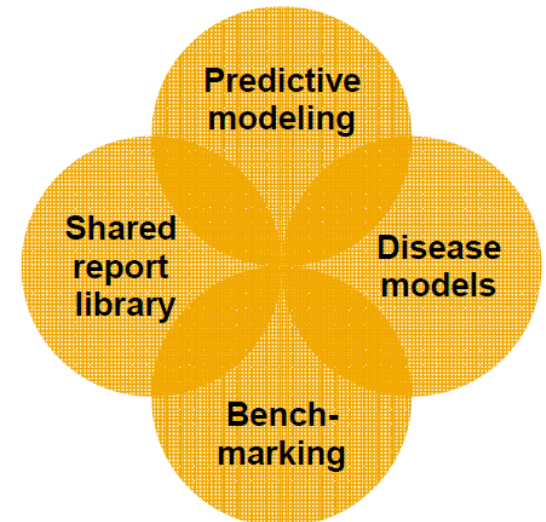 Predictive
modeling
Shared
report
library
Disease
models
Bench-
marking